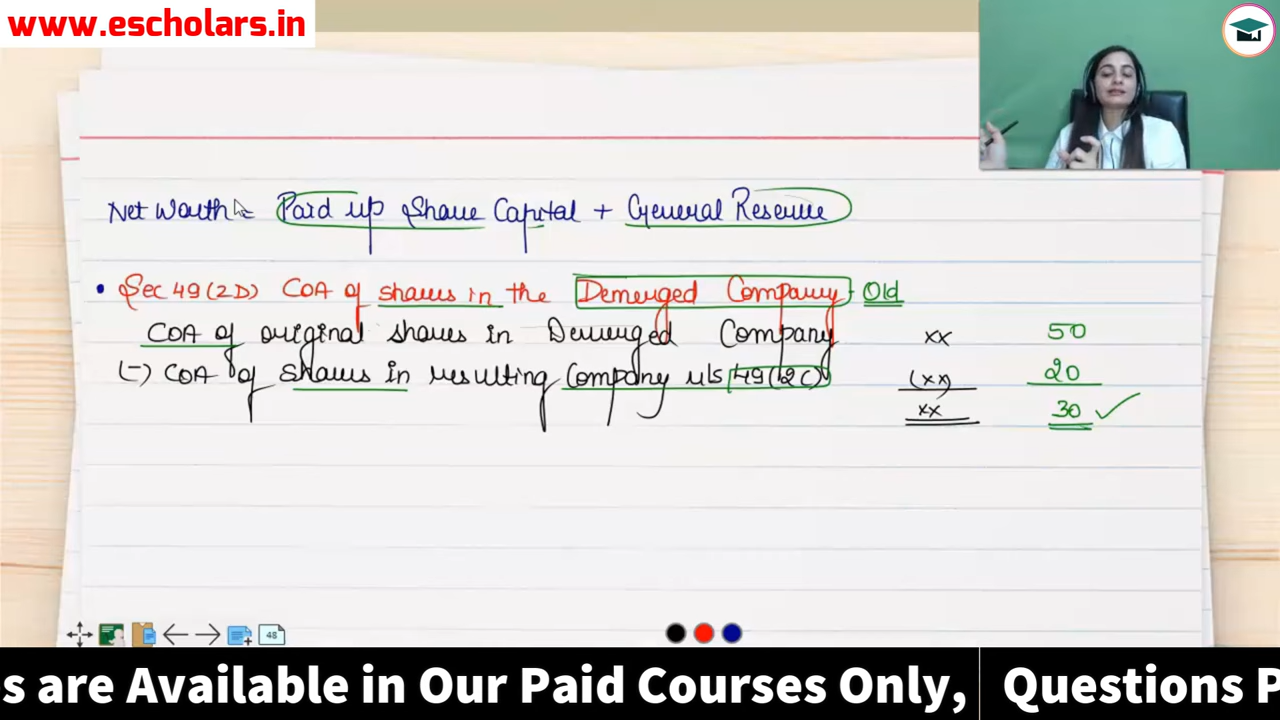 www.escholars.in
Net Worth = Paid up Share Capital + General Reserve
• Sec 49(2D) COA of shares in the Demerged Company Old
COA of original shares in Demerged Company xx 50
(-) COA of shares in resulting Company u/s 49(2C) (xx) 20
xx 30 ✓
48
s are Available in Our Paid Courses Only, Questions P